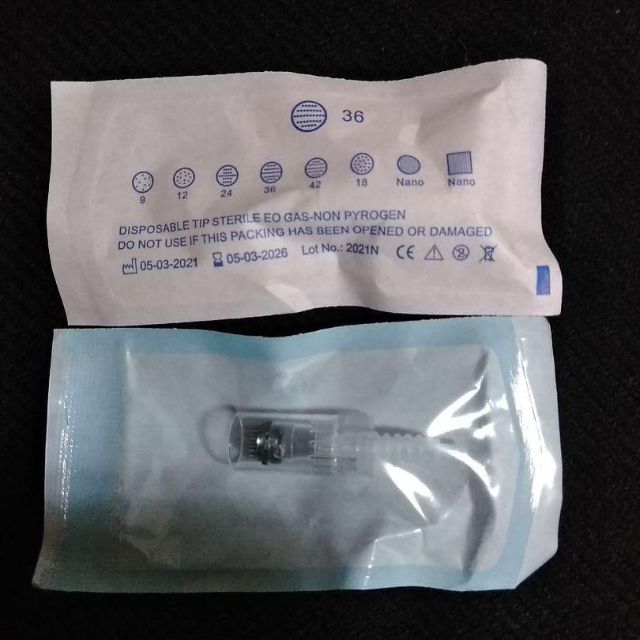 36
9 12 24 36 42 18 Nano Nano
DISPOSABLE TIP STERILE EO GAS-NON PYROGEN
DO NOT USE IF THIS PACKING HAS BEEN OPENED OR DAMAGED
05-03-2021 05-03-2026 Lot No.: 2021N CE